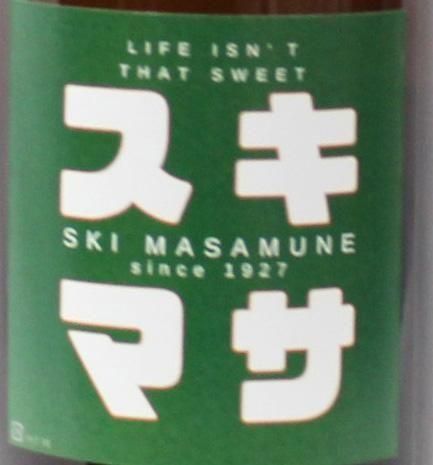 LIFE ISN'T
THAT SWEET
スキ
SKI MASAMUNE
since 1927
マサ